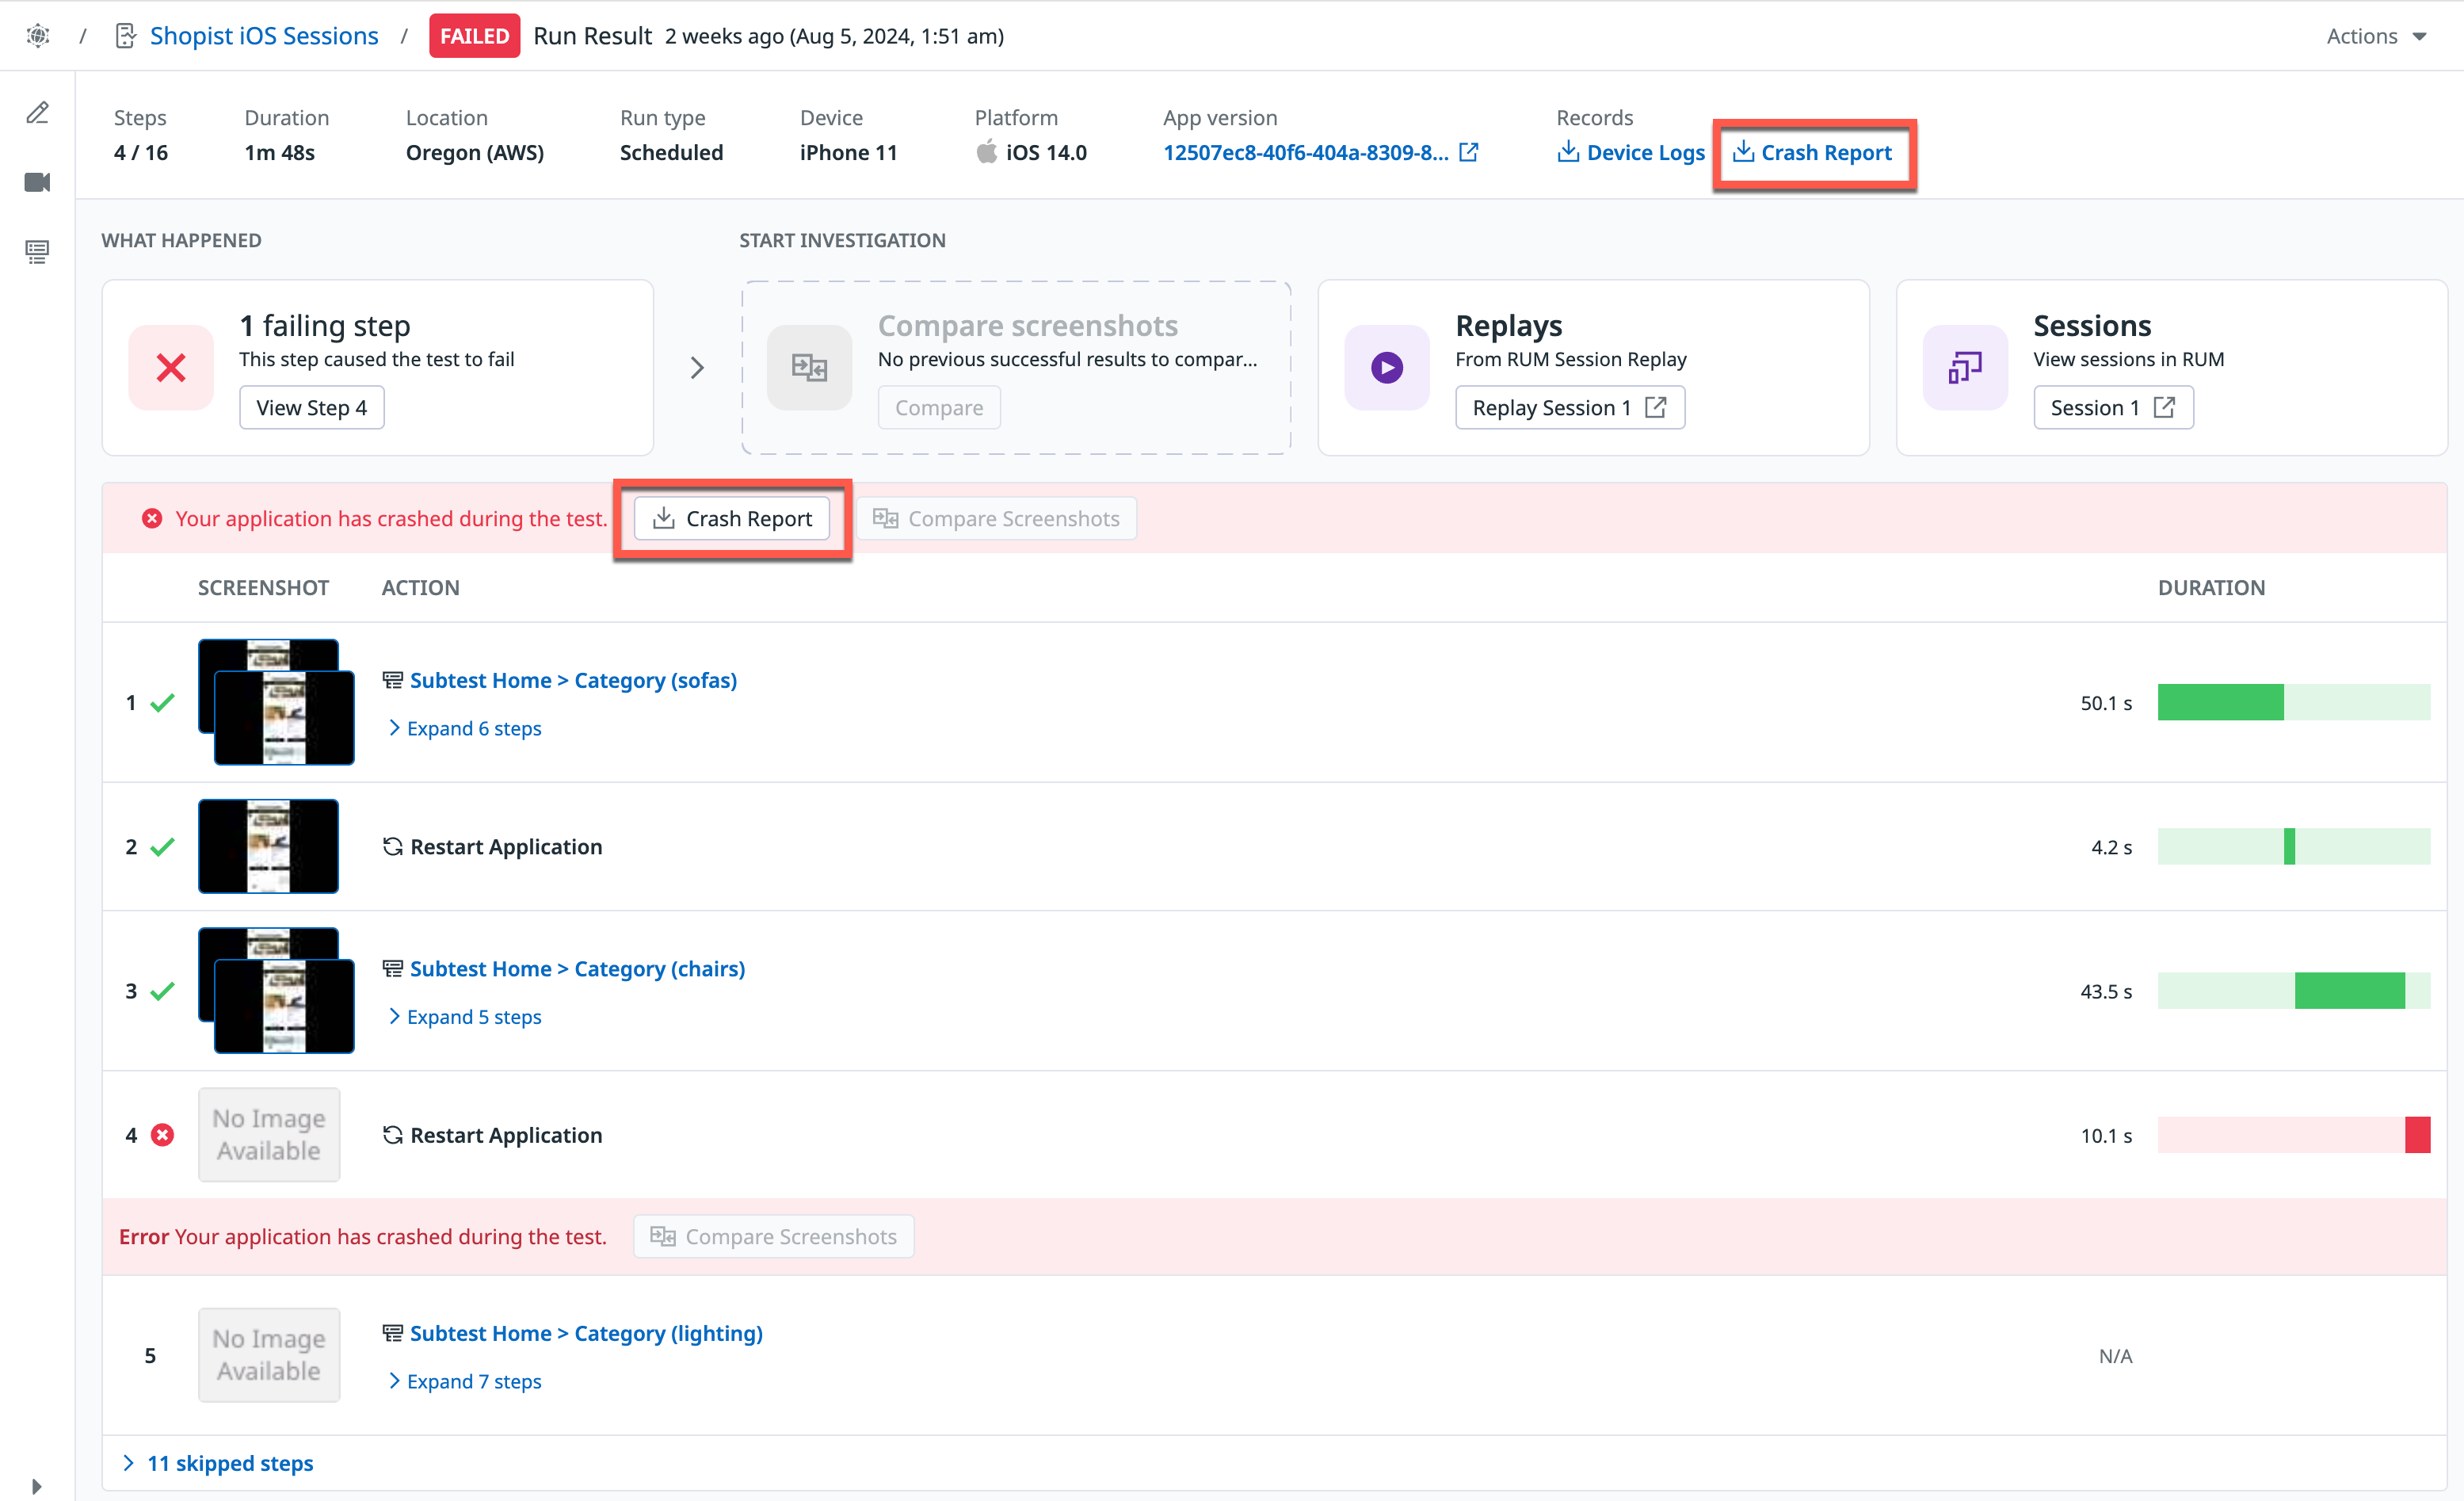 / Shopist iOS Sessions / FAILED Run Result 2 weeks ago (Aug 5, 2024, 1:51 am) Actions
Steps Duration Location Run type Device Platform App version Records
4 / 16 1m 48s Oregon (AWS) Scheduled iPhone 11 iOS 14.0 12507ec8-40f6-404a-8309-8... Device Logs Crash Report
WHAT HAPPENED START INVESTIGATION
1 failing step
This step caused the test to fail
View Step 4
Compare screenshots
No previous successful results to compar...
Compare
Replays
From RUM Session Replay
Replay Session 1
Sessions
View sessions in RUM
Session 1
Your application has crashed during the test. Crash Report Compare Screenshots
SCREENSHOT ACTION DURATION
1 Subtest Home > Category (sofas) 50.1 s
Expand 6 steps
2 Restart Application 4.2 s
3 Subtest Home > Category (chairs) 43.5 s
Expand 5 steps
4 No Image
Available
Restart Application 10.1 s
Error Your application has crashed during the test. Compare Screenshots
5 No Image
Available
Subtest Home > Category (lighting) N/A
Expand 7 steps
11 skipped steps